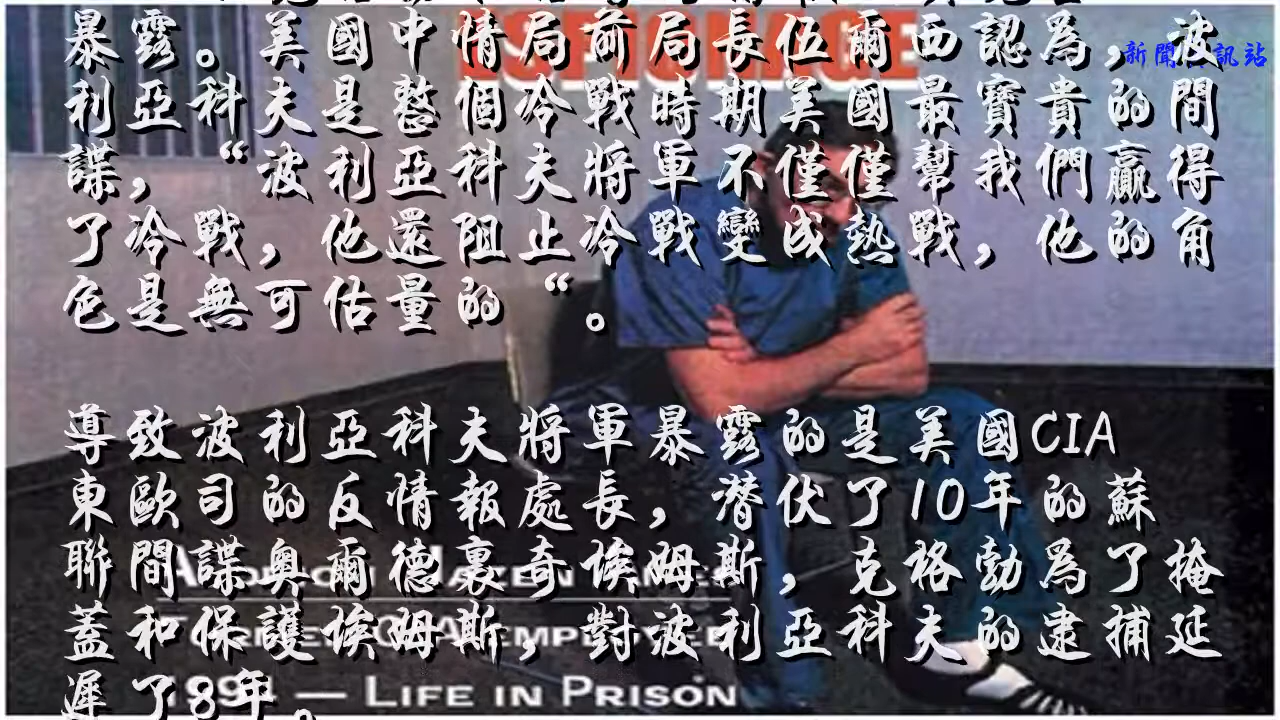 暴露。美國中情局前局長伍爾西認為，波
新聞 訊站
利亞科夫是整個冷戰時期美國最寶貴的間
諜，“波利亞科夫將軍不僅僅幫我們贏得
了冷戰，他還阻止冷戰變成熱戰，他的角
色是無可估量的“。
ESPIONAGE
導致波利亞科夫將軍暴露的是美國CIA
東歐司的反情報處長，潛伏了10年的蘇
聯間諜奧爾德裏奇埃姆斯，克格勃為了掩
蓋和保護埃姆斯，對波利亞科夫的逮捕延
遲了8年。
1994 — LIFE IN PRISON